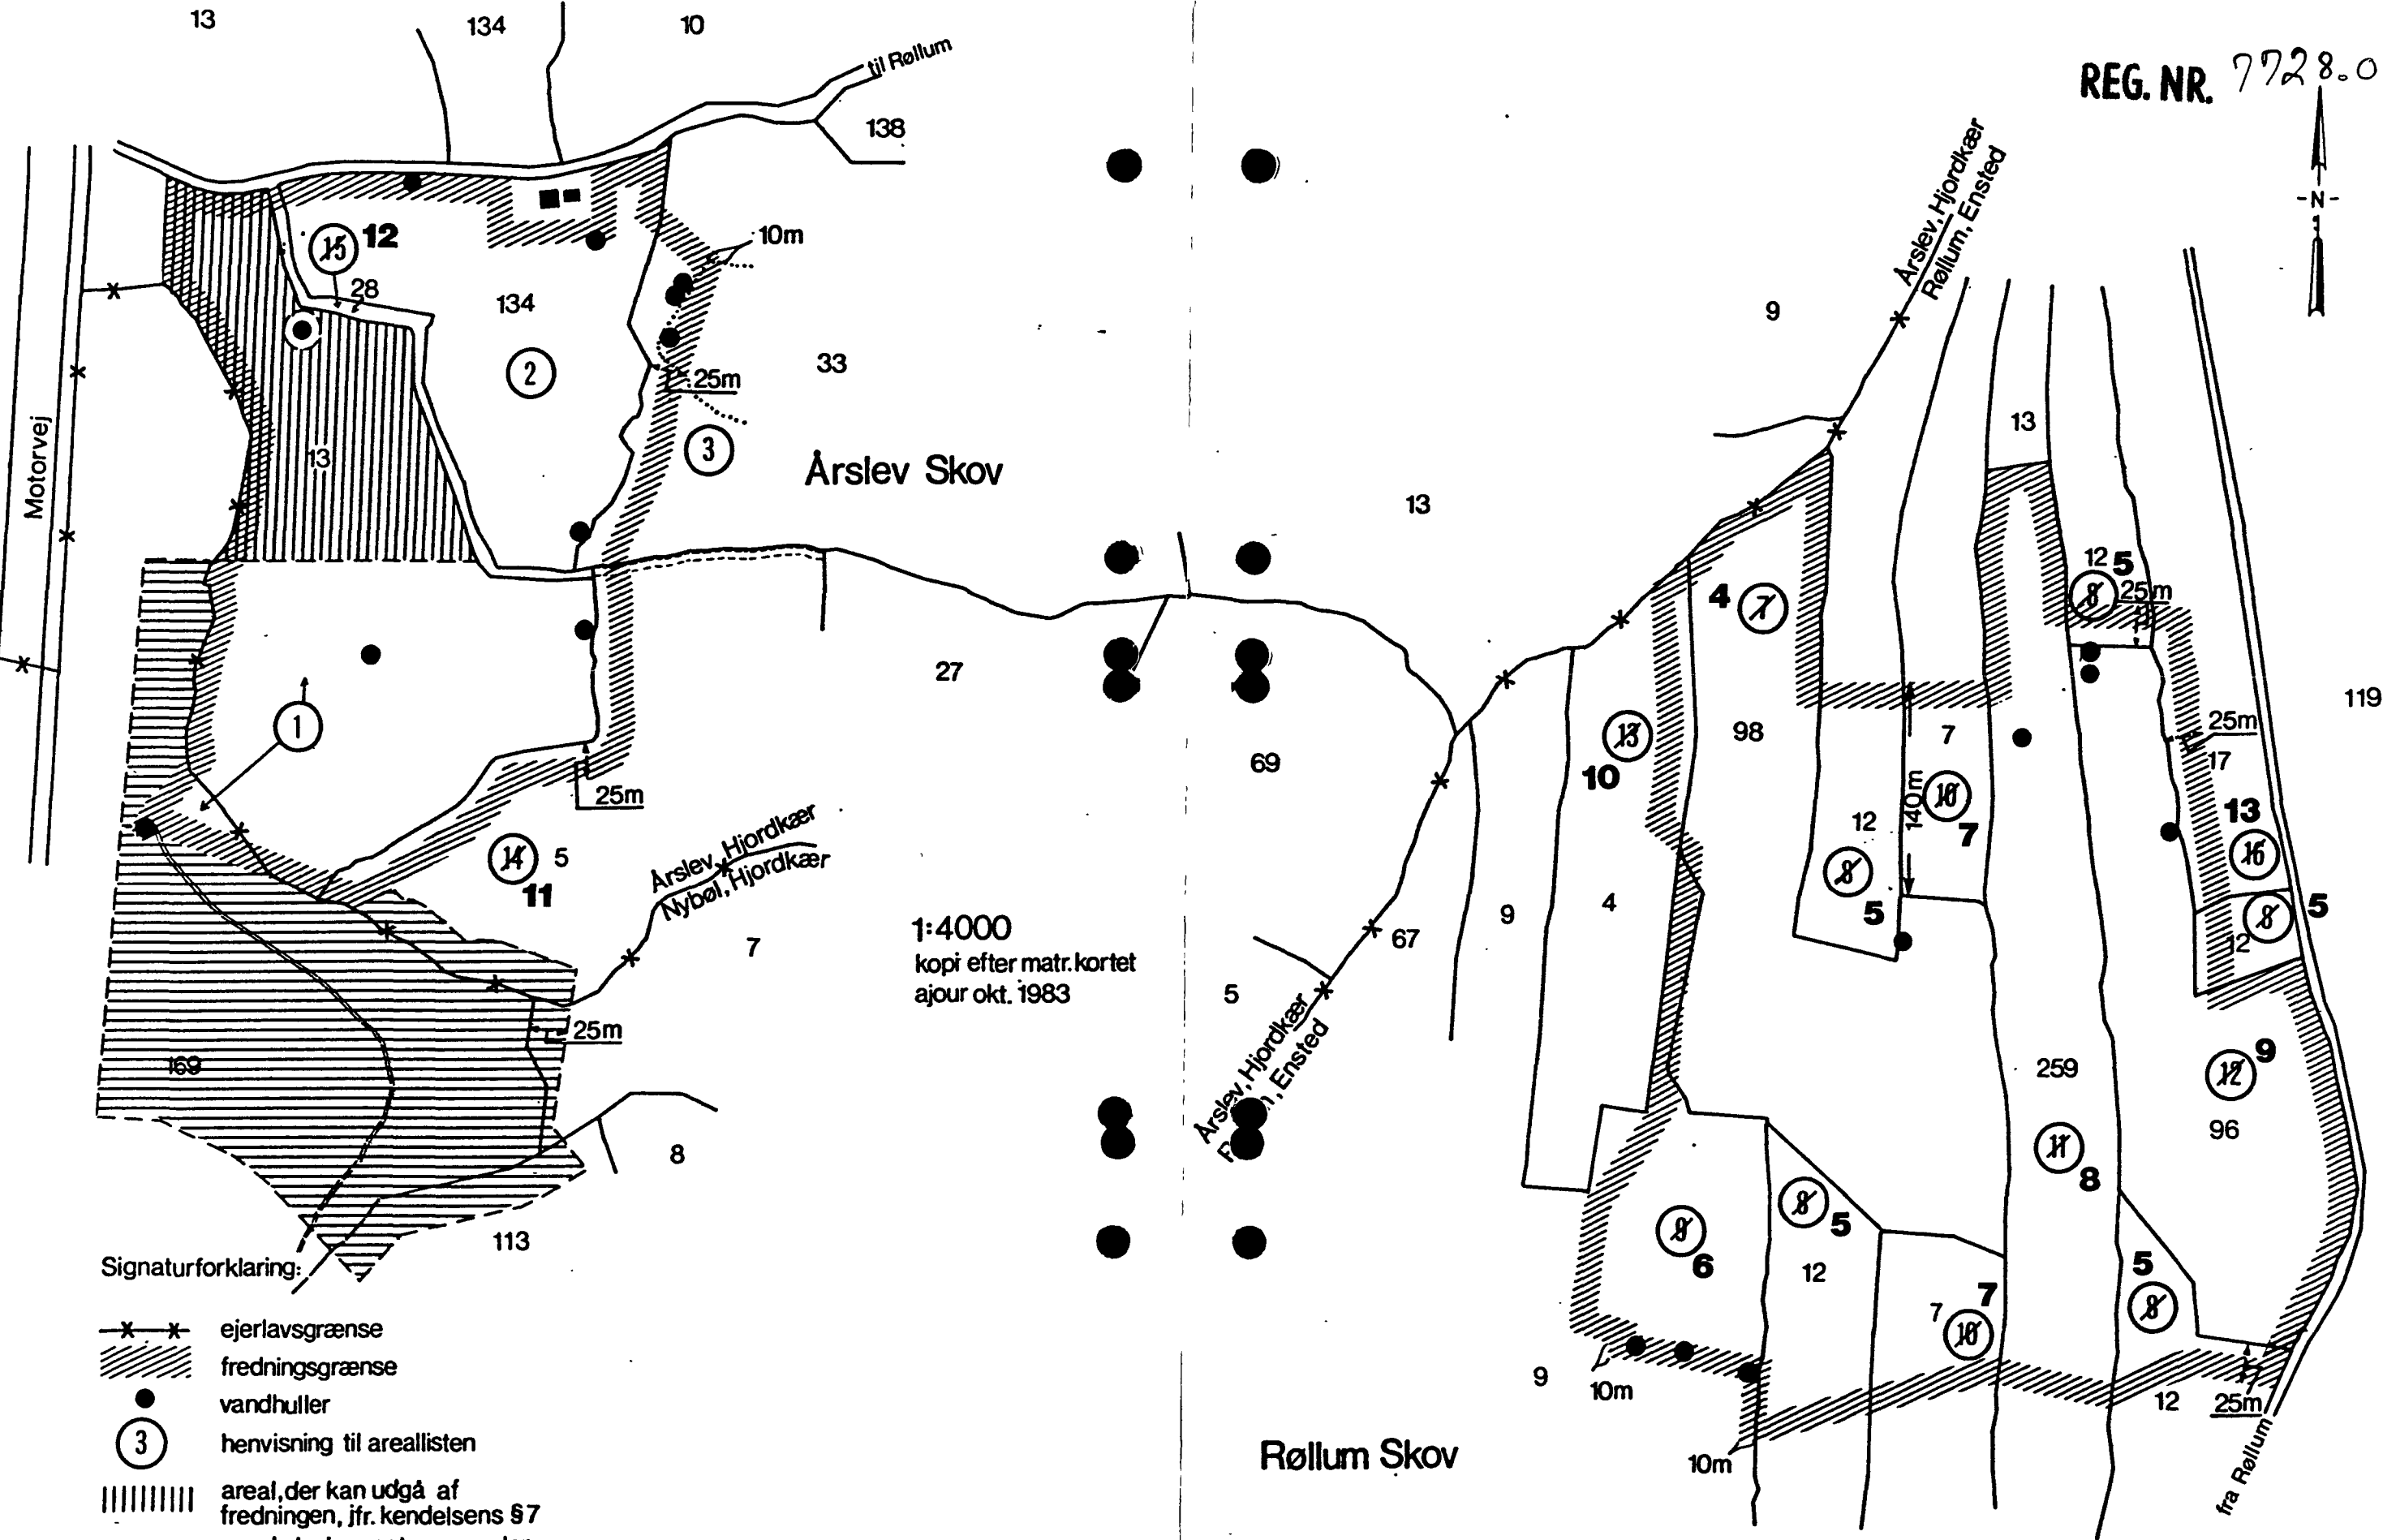 13
134
10
til Røllum
138
REG. NR. 7728.0
-N-
15 12
28
10m
134
2
25m
33
3
13
Motorvej
Årslev Skov
1
27
25m
14 5
11
Årslev, Hjordkær
Nybøl, Hjordkær
7
1:4000
kopi efter matr.kortet
ajour okt. 1983
25m
169
8
113
Årslev, Hjordkær
Røllum, Ensted
9
13
13
12 5
8
25m
4 7
119
25m
17
69
13
10
98
7
140m
10
7
12
8
5
13
16
8 5
12
67
9
4
5
Årslev, Hjordkær
Ensted
259
9
12
96
11
8
8
5
9
6
12
7
7
10
5
8
9
10m
12
25m
10m
fra Røllum
Røllum Skov
Signaturforklaring:
ejerlavsgrænse
fredningsgrænse
vandhuller
3 henvisning til areallisten
areal,der kan udgå af
fredningen, jfr. kendelsens §7